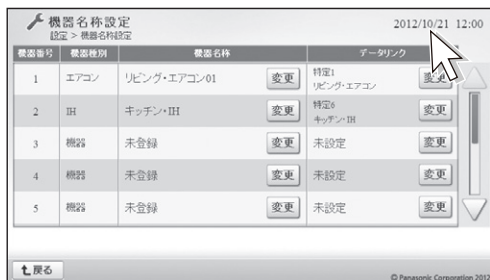 機器名称設定
設定 > 機器名称設定
2012/10/21 12:00
機器番号 機器種別 機器名称 データリンク
1 エアコン リビング・エアコン01 変更 特定1 リビング・エアコン 変更
2 IH キッチン・IH 変更 特定6 キッチン・IH 変更
3 機器 未登録 変更 未設定 変更
4 機器 未登録 変更 未設定 変更
5 機器 未登録 変更 未設定 変更
戻る
© Panasonic Corporation 2012